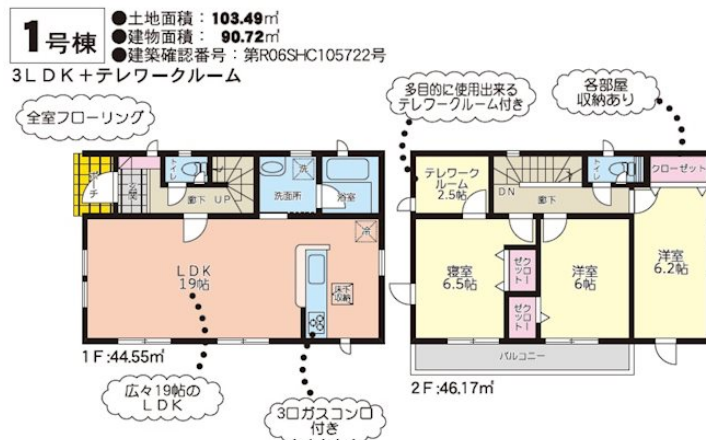 1号棟
●土地面積：103.49㎡
●建物面積： 90.72㎡
●建築確認番号：第R06SHC105722号
3ＬＤＫ＋テレワークルーム
全室フローリング
多目的に使用出来る
テレワークルーム付き
各部屋
収納あり
ポーチ
玄関
トイレ
廊下
UP
洗面所
洗
浴室
冷
LDK
19帖
床下
収納
1F:44.55㎡
広々19帖の
ＬＤＫ
3口ガスコンロ
付き
テレワーク
ルーム
2.5帖
DN
廊下
トイレ
クローゼット
寝室
6.5帖
クロー
ゼット
クロー
ゼット
洋室
6帖
洋室
6.2帖
バルコニー
2F:46.17㎡